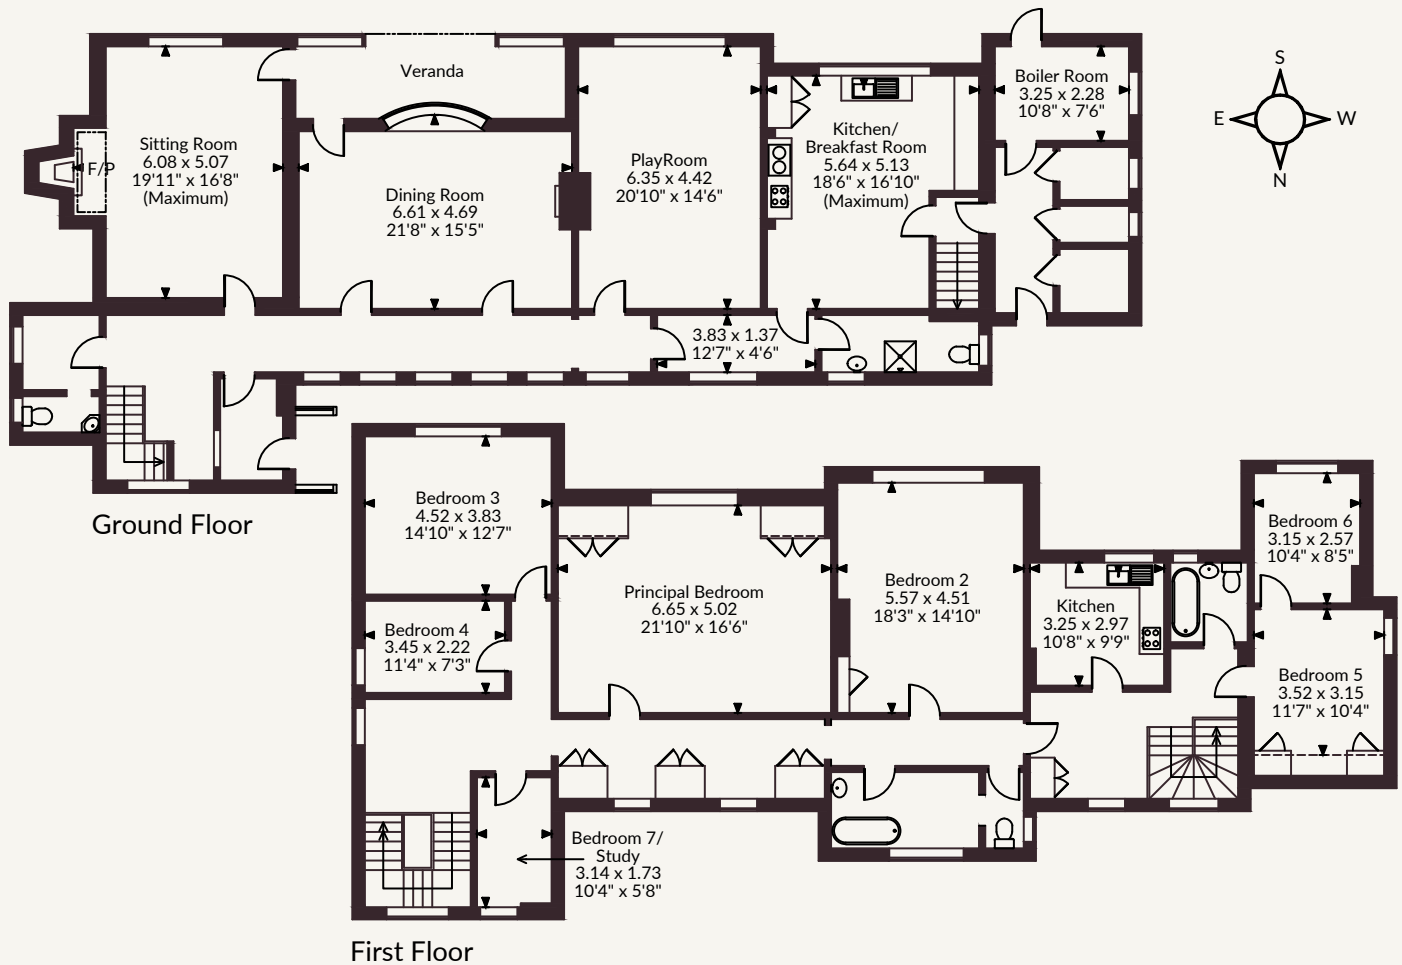 Veranda
Sitting Room
6.08 x 5.07
19'11" x 16'8"
(Maximum)
F/P
Dining Room
6.61 x 4.69
21'8" x 15'5"
PlayRoom
6.35 x 4.42
20'10" x 14'6"
Kitchen/
Breakfast Room
5.64 x 5.13
18'6" x 16'10"
(Maximum)
Boiler Room
3.25 x 2.28
10'8" x 7'6"
S
E
W
N
3.83 x 1.37
12'7" x 4'6"
Ground Floor
Bedroom 3
4.52 x 3.83
14'10" x 12'7"
Bedroom 4
3.45 x 2.22
11'4" x 7'3"
Principal Bedroom
6.65 x 5.02
21'10" x 16'6"
Bedroom 2
5.57 x 4.51
18'3" x 14'10"
Kitchen
3.25 x 2.97
10'8" x 9'9"
Bedroom 6
3.15 x 2.57
10'4" x 8'5"
Bedroom 5
3.52 x 3.15
11'7" x 10'4"
Bedroom 7/
Study
3.14 x 1.73
10'4" x 5'8"
First Floor